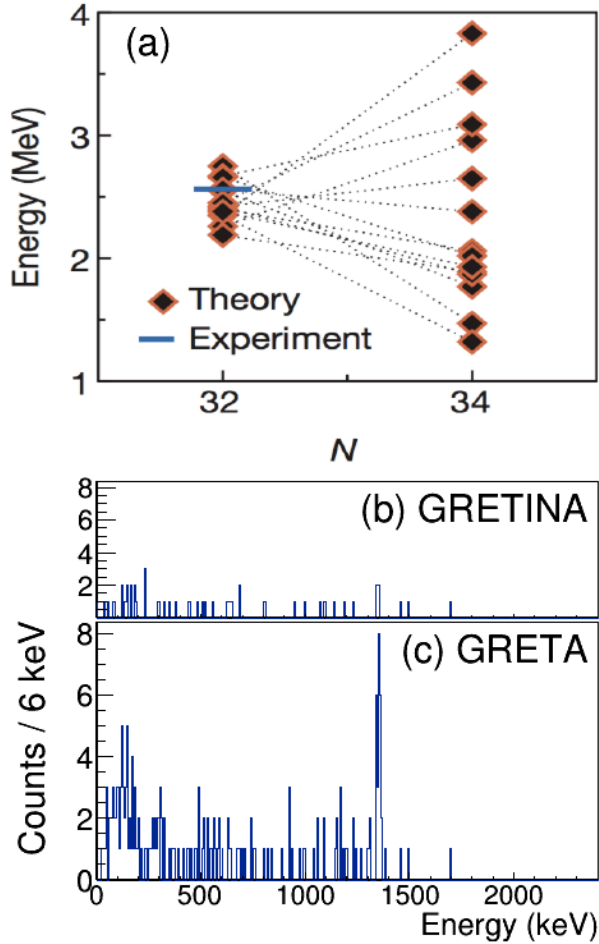 (a)
4
3
2
1
Energy (MeV)
Theory
Experiment
32
34
N
(b) GRETINA
8
6
4
2
(c) GRETA
8
6
4
2
0
Counts / 6 keV
0
500
1000
1500
2000
Energy (keV)